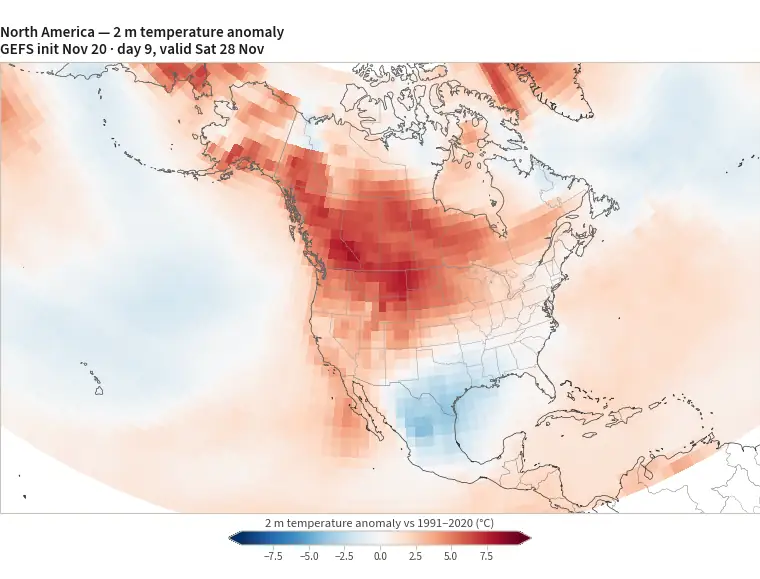 North America — 2 m temperature anomaly
GEFS init Nov 20 · day 9, valid Sat 28 Nov
2 m temperature anomaly vs 1991–2020 (°C)
−7.5 −5.0 −2.5 0.0 2.5 5.0 7.5